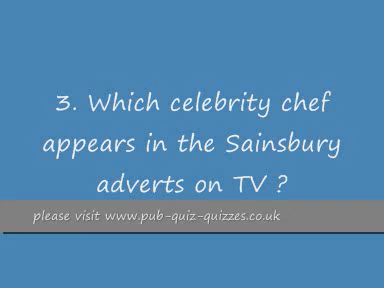 3. Which celebrity chef
appears in the Sainsbury
adverts on TV ?
please visit www.pub-quiz-quizzes.co.uk